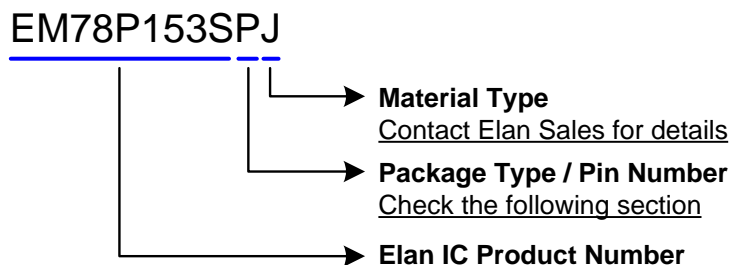 EM78P153SPJ
Material Type
Contact Elan Sales for details
Package Type / Pin Number
Check the following section
Elan IC Product Number